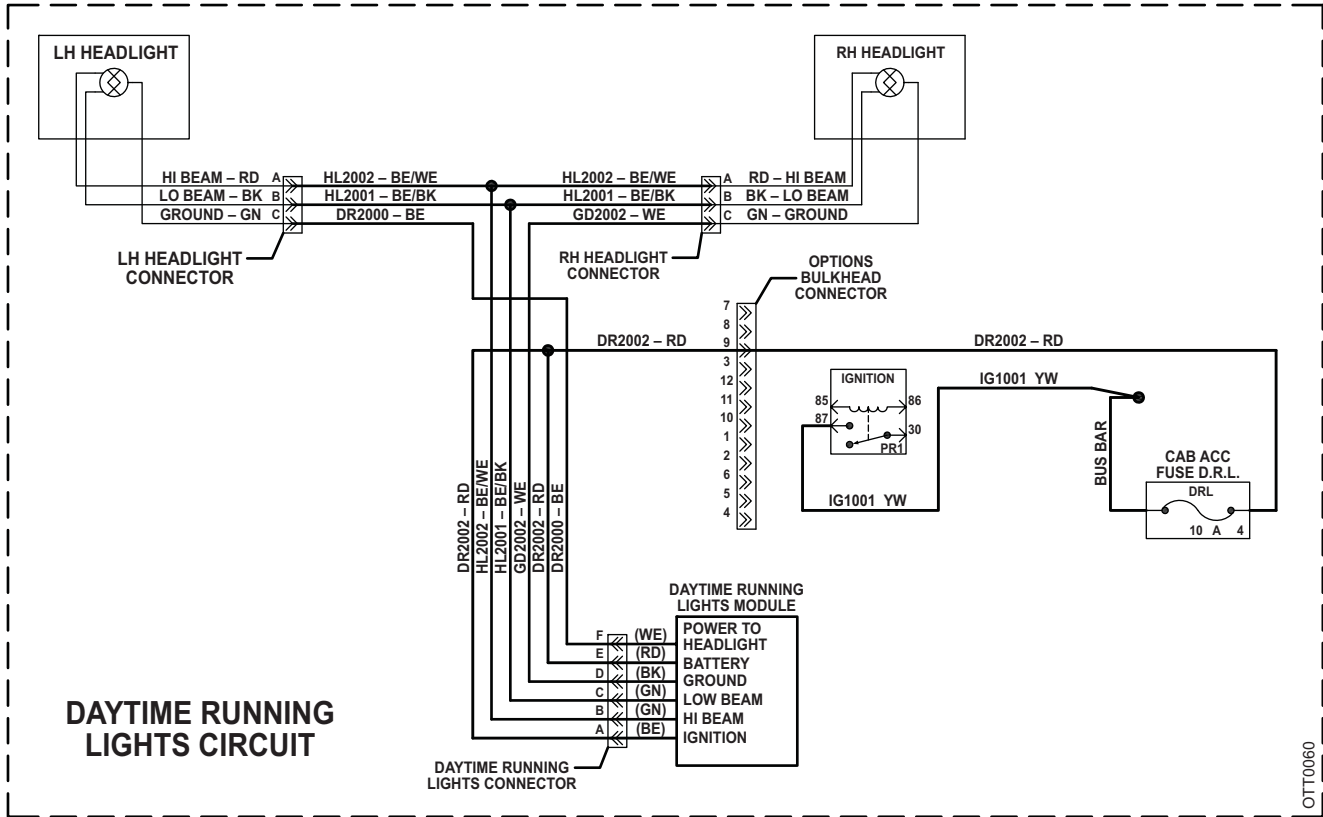 LH HEADLIGHT
RH HEADLIGHT
HI BEAM – RD A
HL2002 – BE/WE
HL2002 – BE/WE
A RD – HI BEAM
LO BEAM – BK B
HL2001 – BE/BK
HL2001 – BE/BK
B BK – LO BEAM
GROUND – GN C
DR2000 – BE
GD2002 – WE
C GN – GROUND
LH HEADLIGHT
CONNECTOR
RH HEADLIGHT
CONNECTOR
OPTIONS
BULKHEAD
CONNECTOR
7
8
9
3
12
11
10
1
2
6
5
4
DR2002 – RD
DR2002 – RD
IGNITION
85
86
87
30
PR1
IG1001 YW
IG1001 YW
BUS BAR
CAB ACC
FUSE D.R.L.
DRL
10 A 4
DR2002 – RD
HL2002 – BE/WE
HL2001 – BE/BK
GD2002 – WE
DR2002 – RD
DR2000 – BE
DAYTIME RUNNING
LIGHTS MODULE
F (WE) POWER TO
HEADLIGHT
E (RD) BATTERY
D (BK) GROUND
C (GN) LOW BEAM
B (GN) HI BEAM
A (BE) IGNITION
DAYTIME RUNNING
LIGHTS CONNECTOR
DAYTIME RUNNING
LIGHTS CIRCUIT
OTT0060